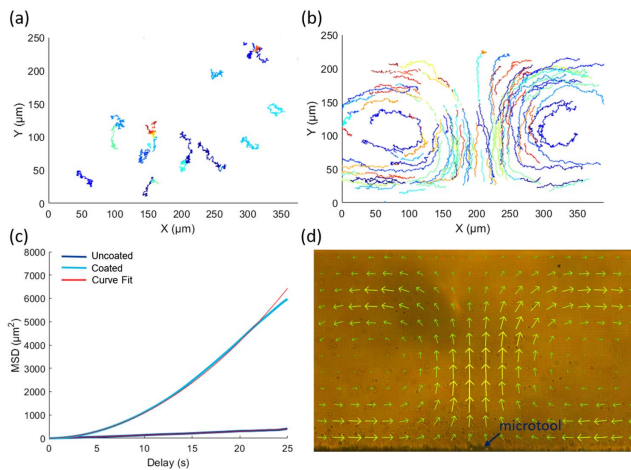 (a)
250
200
150
100
50
0
Y (µm)
0 50 100 150 200 250 300 350
X (µm)
(b)
250
200
150
100
50
0
Y (µm)
0 50 100 150 200 250 300 350
X (µm)
(c)
8000
7000
6000
5000
4000
3000
2000
1000
0
MSD (µm²)
Uncoated
Coated
Curve Fit
0 5 10 15 20 25
Delay (s)
(d)
microtool